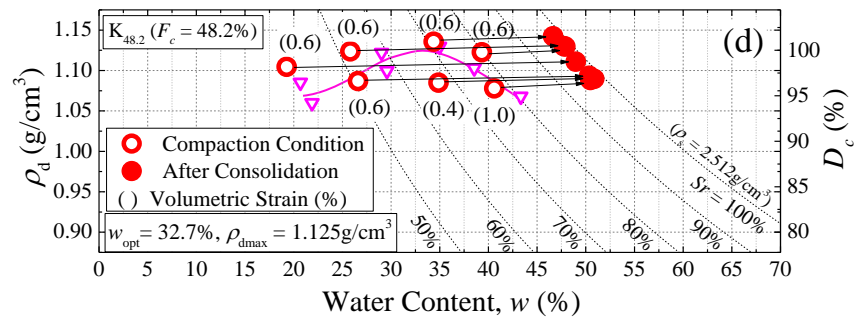 K48.2 (Fc = 48.2%)
(0.6)
(0.6)
(0.4)
(0.6)
(d)
(0.6)
(0.4)
(1.0)
Compaction Condition
After Consolidation
( ) Volumetric Strain (%)
wopt = 32.7%, ρdmax = 1.125g/cm3
(ρs = 2.512g/cm3)
Sr = 100%
50%
60%
70%
80%
90%
1.15
1.10
1.05
1.00
0.95
0.90
ρd (g/cm3)
100
95
90
85
80
Dc (%)
0 5 10 15 20 25 30 35 40 45 50 55 60 65 70
Water Content, w (%)